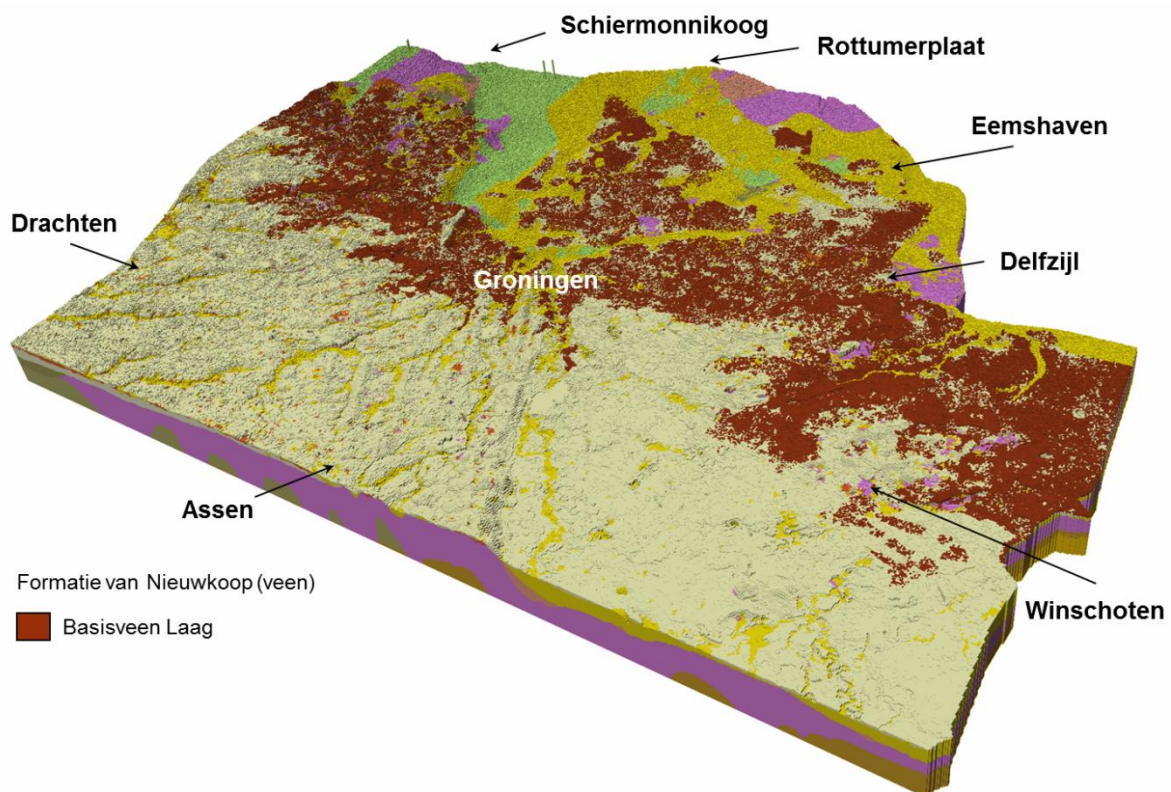 Schiermonnikoog
Rottumerplaat
Eemshaven
Drachten
Delfzijl
Groningen
Assen
Formatie van Nieuwkoop (veen)
Basisveen Laag
Winschoten